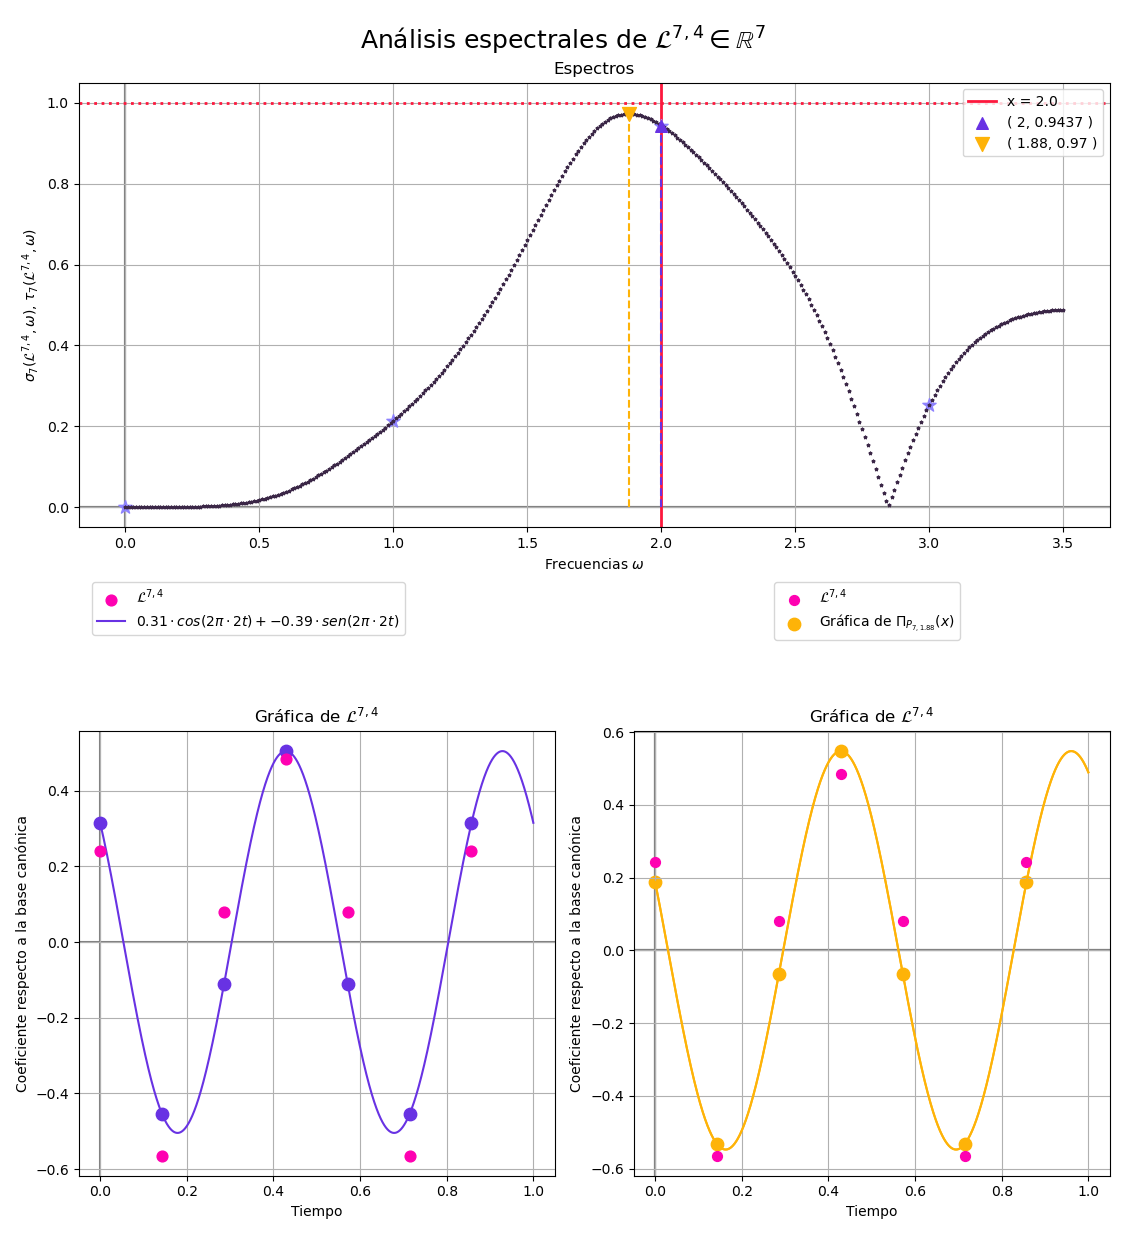 Análisis espectrales de $\mathcal{L}^{7,4} \in \mathbb{R}^7$
Espectros
σ₇(ℒ^{7,4}, ω), τ₇(ℒ^{7,4}, ω)
1.0
0.8
0.6
0.4
0.2
0.0
x = 2.0
( 2, 0.9437 )
( 1.88, 0.97 )
0.0 0.5 1.0 1.5 2.0 2.5 3.0 3.5
Frecuencias ω
ℒ^{7,4}
0.31 · cos(2π · 2t) + −0.39 · sen(2π · 2t)
ℒ^{7,4}
Gráfica de Π_{P_{7,1.88}}(x)
Gráfica de ℒ^{7,4}
Coeficiente respecto a la base canónica
0.4
0.2
0.0
−0.2
−0.4
−0.6
0.0 0.2 0.4 0.6 0.8 1.0
Tiempo
Gráfica de ℒ^{7,4}
Coeficiente respecto a la base canónica
0.6
0.4
0.2
0.0
−0.2
−0.4
−0.6
0.0 0.2 0.4 0.6 0.8 1.0
Tiempo